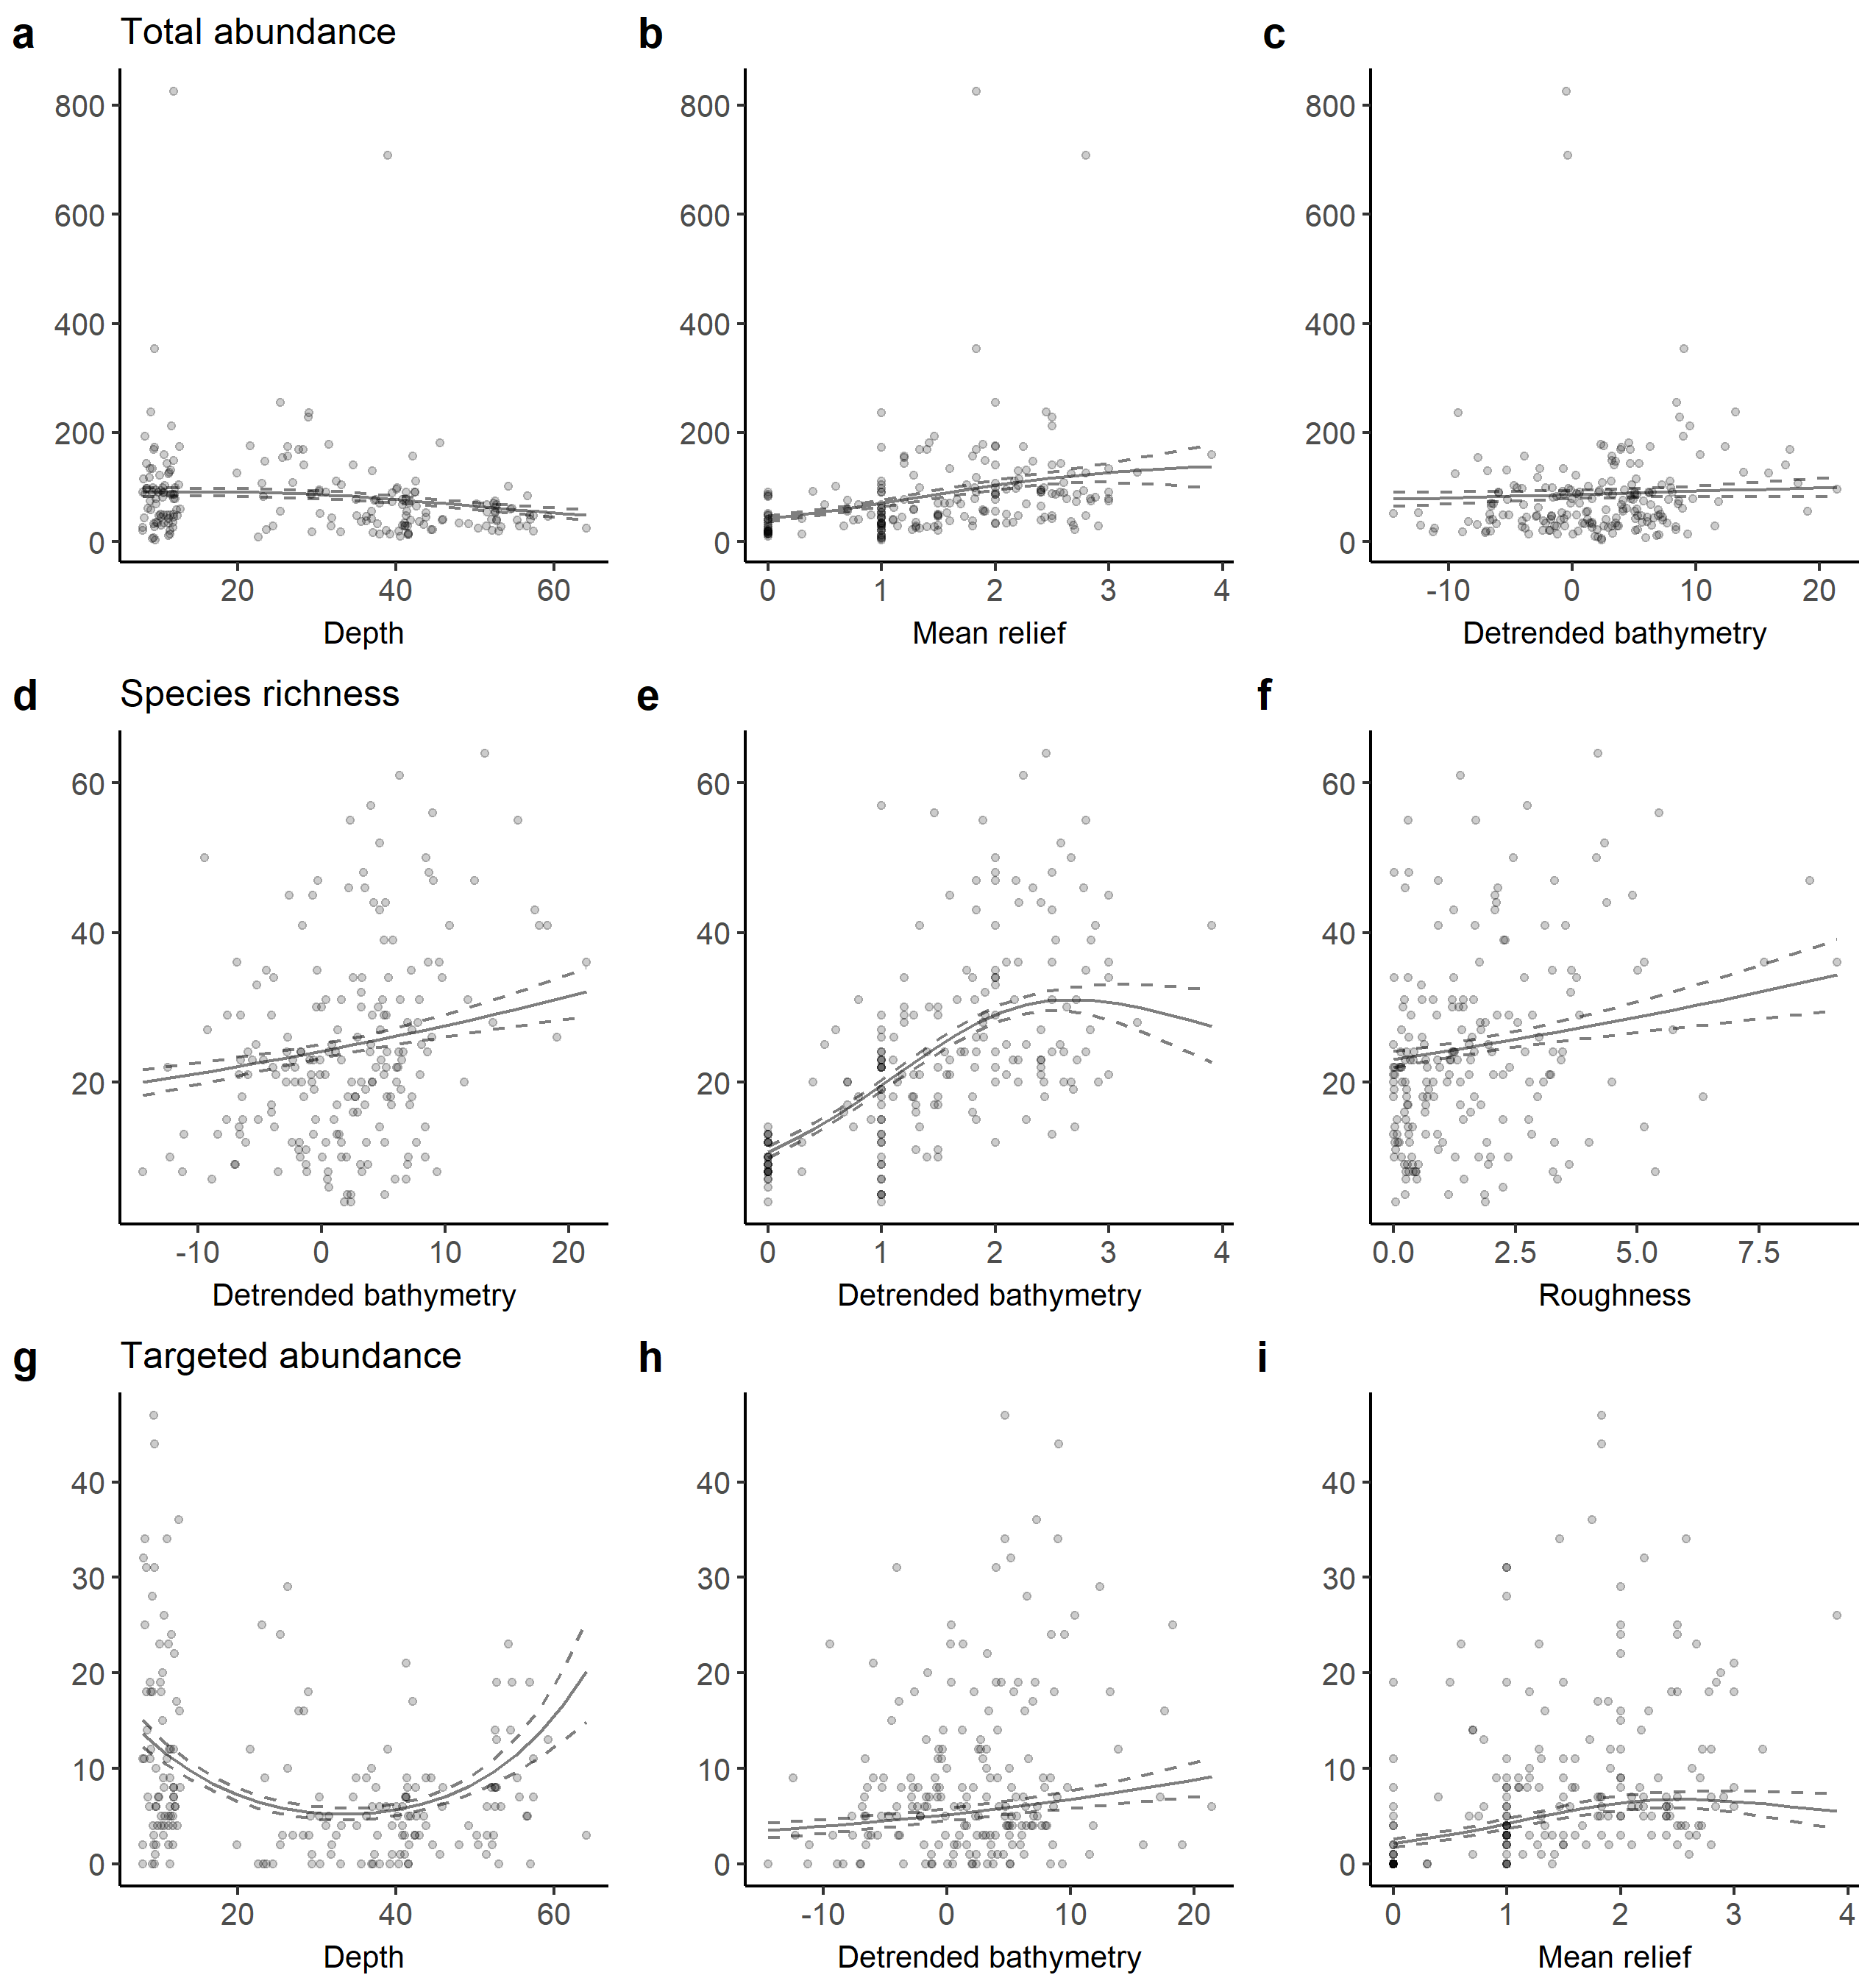 a Total abundance b c
800 800 800
600 600 600
400 400 400
200 200 200
0 0 0
20 40 60 0 1 2 3 4 -10 0 10 20
Depth Mean relief Detrended bathymetry
d Species richness e f
60 60 60
40 40 40
20 20 20
-10 0 10 20 0 1 2 3 4 0.0 2.5 5.0 7.5
Detrended bathymetry Detrended bathymetry Roughness
g Targeted abundance h i
40 40 40
30 30 30
20 20 20
10 10 10
0 0 0
20 40 60 -10 0 10 20 0 1 2 3 4
Depth Detrended bathymetry Mean relief